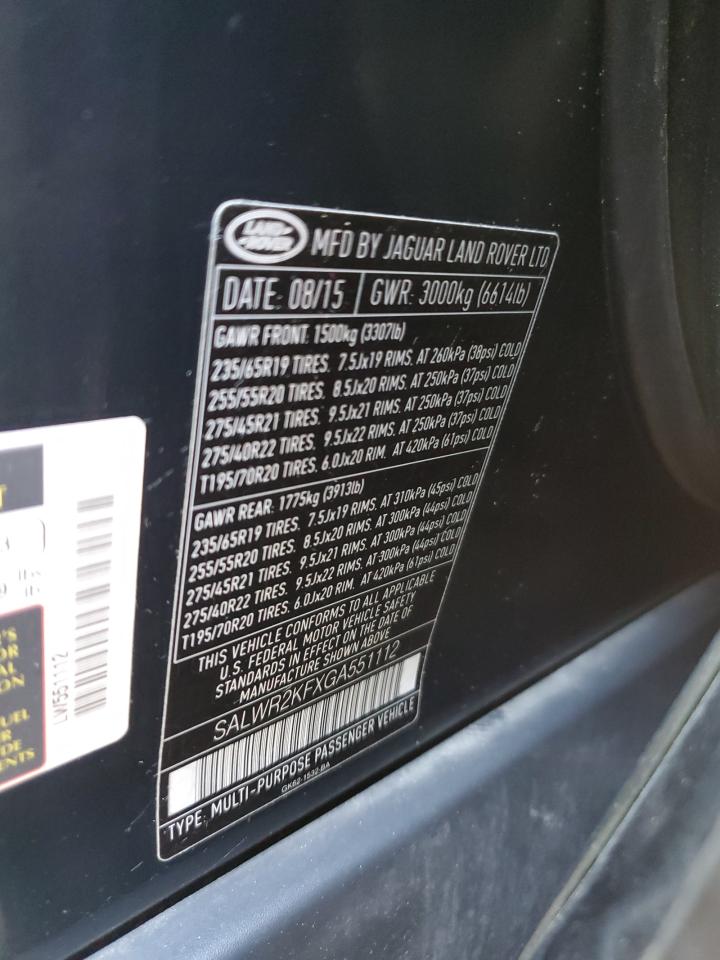 LAND
ROVER
MFD BY JAGUAR LAND ROVER LTD
DATE: 08/15 GWR: 3000kg (6614lb)
GAWR FRONT: 1500kg (3307lb)
235/65R19 TIRES. 7.5Jx19 RIMS. AT 260kPa (38psi) COLD
255/55R20 TIRES. 8.5Jx20 RIMS. AT 250kPa (37psi) COLD
275/45R21 TIRES. 9.5Jx21 RIMS. AT 250kPa (37psi) COLD
275/40R22 TIRES. 9.5Jx22 RIMS. AT 250kPa (37psi) COLD
T195/70R20 TIRES. 6.0Jx20 RIM. AT 420kPa (61psi) COLD
GAWR REAR: 1775kg (3913lb)
235/65R19 TIRES. 7.5Jx19 RIMS. AT 310kPa (45psi) COLD
255/55R20 TIRES. 8.5Jx20 RIMS. AT 300kPa (44psi) COLD
275/45R21 TIRES. 9.5Jx21 RIMS. AT 300kPa (44psi) COLD
275/40R22 TIRES. 9.5Jx22 RIMS. AT 300kPa (44psi) COLD
T195/70R20 TIRES. 6.0Jx20 RIM. AT 420kPa (61psi) COLD
THIS VEHICLE CONFORMS TO ALL APPLICABLE
U.S. FEDERAL MOTOR VEHICLE SAFETY
STANDARDS IN EFFECT ON THE DATE OF
MANUFACTURE SHOWN ABOVE
SALWR2KFXGA551112
TYPE: MULTI-PURPOSE PASSENGER VEHICLE
GK62-1532-BA
LW551112
lbs
lbs